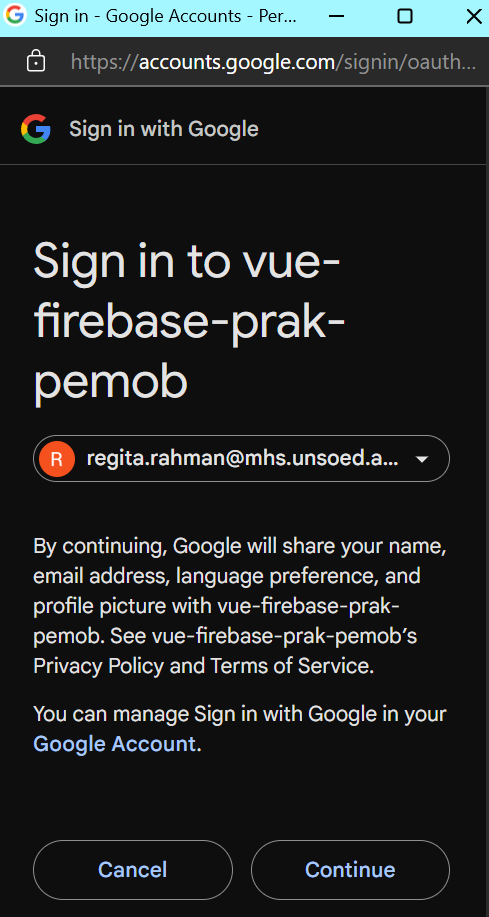 Sign in - Google Accounts - Per...
https://accounts.google.com/signin/oauth...
Sign in with Google
Sign in to vue-
firebase-prak-
pemob
R
regita.rahman@mhs.unsoed.a...
By continuing, Google will share your name,
email address, language preference, and
profile picture with vue-firebase-prak-
pemob. See vue-firebase-prak-pemob’s
Privacy Policy and Terms of Service.
You can manage Sign in with Google in your
Google Account.
Cancel
Continue